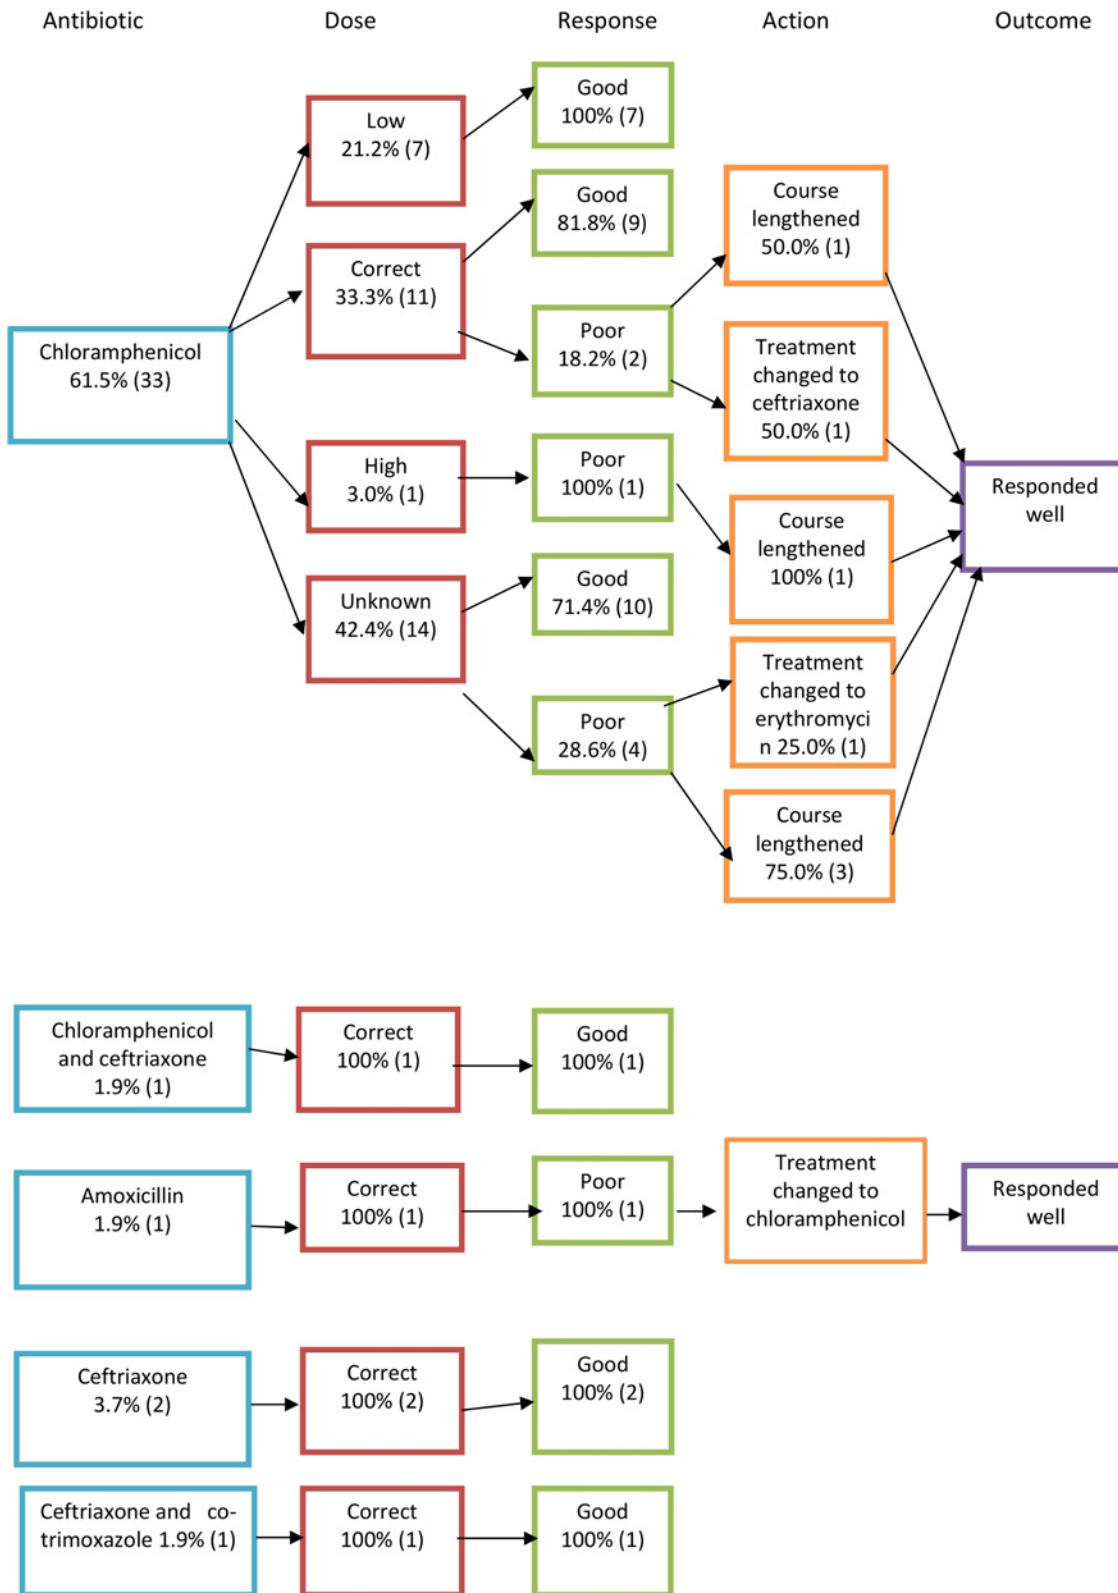 Antibiotic Dose Response Action Outcome
Good
100% (7)
Low
21.2% (7)
Good
81.8% (9)
Course
lengthened
50.0% (1)
Correct
33.3% (11)
Poor
18.2% (2)
Treatment
changed to
ceftriaxone
50.0% (1)
Chloramphenicol
61.5% (33)
High
3.0% (1)
Poor
100% (1)
Responded
well
Course
lengthened
100% (1)
Good
71.4% (10)
Unknown
42.4% (14)
Treatment
changed to
erythromyci
n 25.0% (1)
Poor
28.6% (4)
Course
lengthened
75.0% (3)
Chloramphenicol
and ceftriaxone
1.9% (1)
Correct
100% (1)
Good
100% (1)
Amoxicillin
1.9% (1)
Correct
100% (1)
Poor
100% (1)
Treatment
changed to
chloramphenicol
Responded
well
Ceftriaxone
3.7% (2)
Correct
100% (2)
Good
100% (2)
Ceftriaxone and co-
trimoxazole 1.9% (1)
Correct
100% (1)
Good
100% (1)